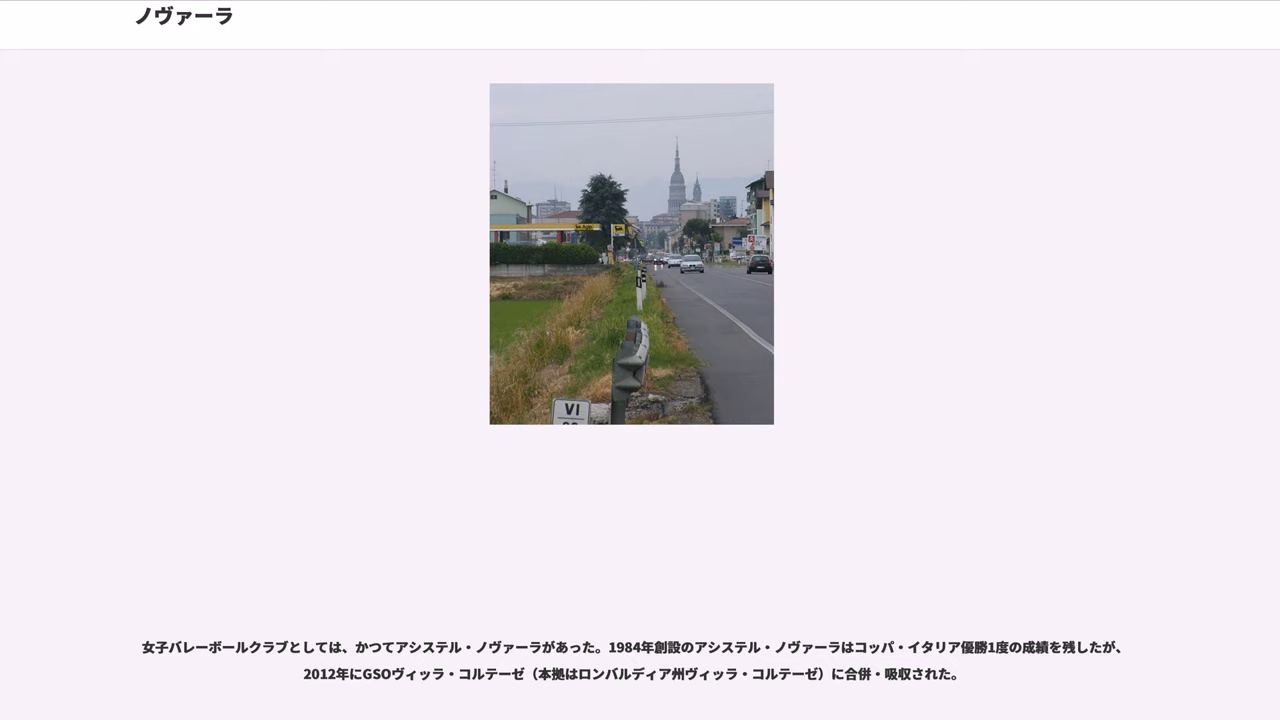 ノヴァーラ
VI
女子バレーボールクラブとしては、かつてアシステル・ノヴァーラがあった。1984年創設のアシステル・ノヴァーラはコッパ・イタリア優勝1度の成績を残したが、
2012年にGSOヴィッラ・コルテーゼ（本拠はロンバルディア州ヴィッラ・コルテーゼ）に合併・吸収された。